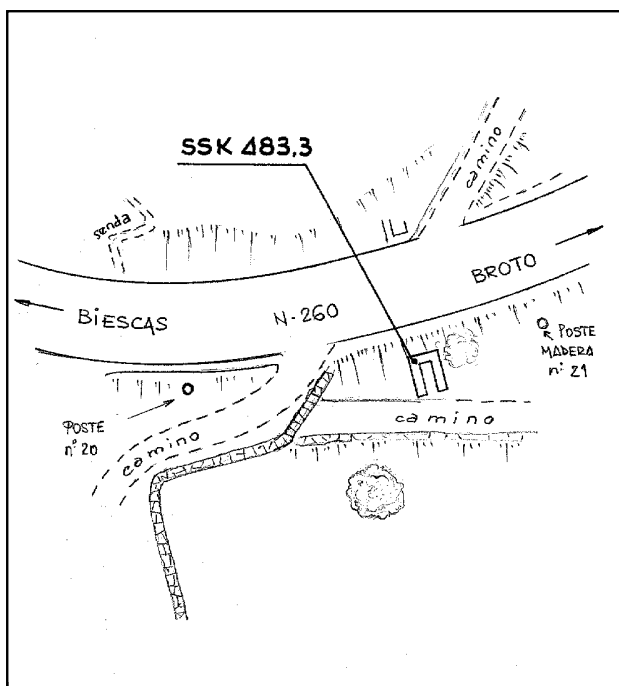 SSK 483,3
camino
senda
BROTO
BiESCAS
N-260
POSTE
MADERA
nº 21
POSTE
nº 20
camino
camino